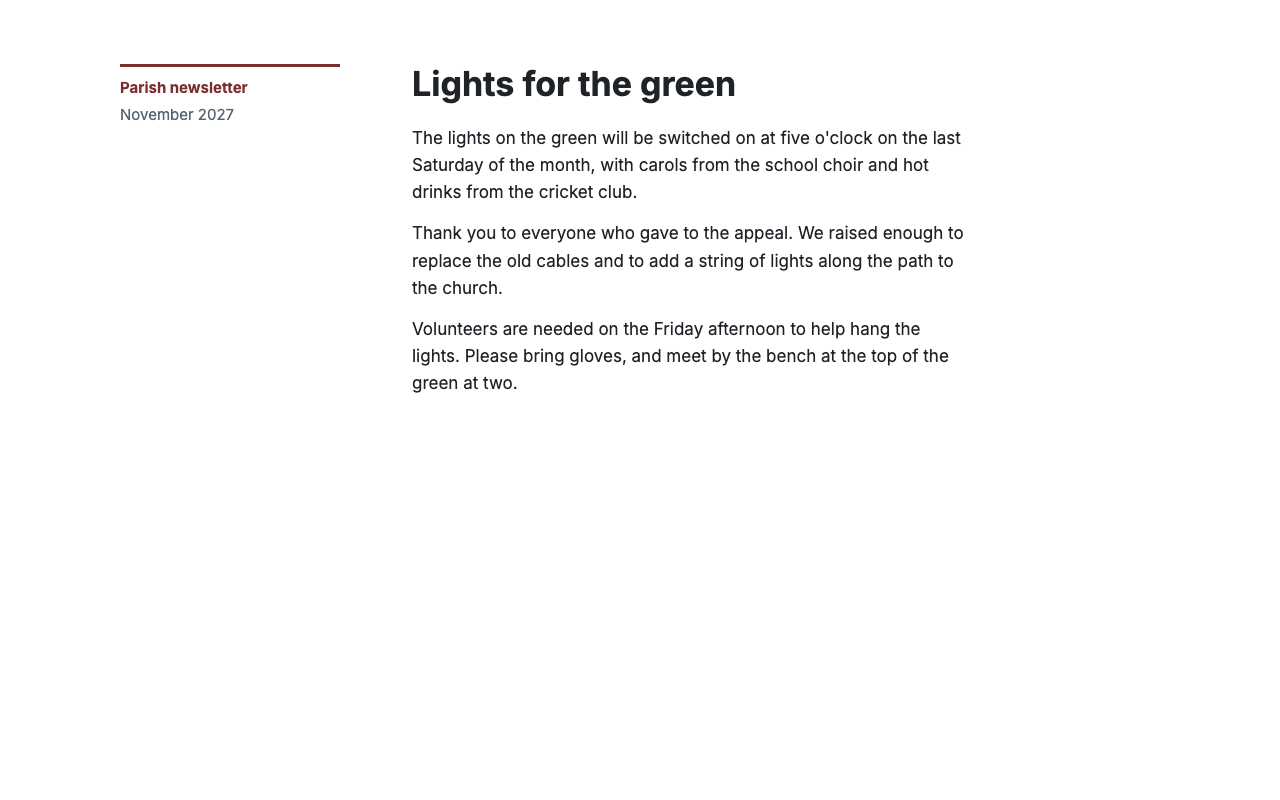 Parish newsletter
November 2027
Lights for the green
The lights on the green will be switched on at five o'clock on the last
Saturday of the month, with carols from the school choir and hot
drinks from the cricket club.
Thank you to everyone who gave to the appeal. We raised enough to
replace the old cables and to add a string of lights along the path to
the church.
Volunteers are needed on the Friday afternoon to help hang the
lights. Please bring gloves, and meet by the bench at the top of the
green at two.